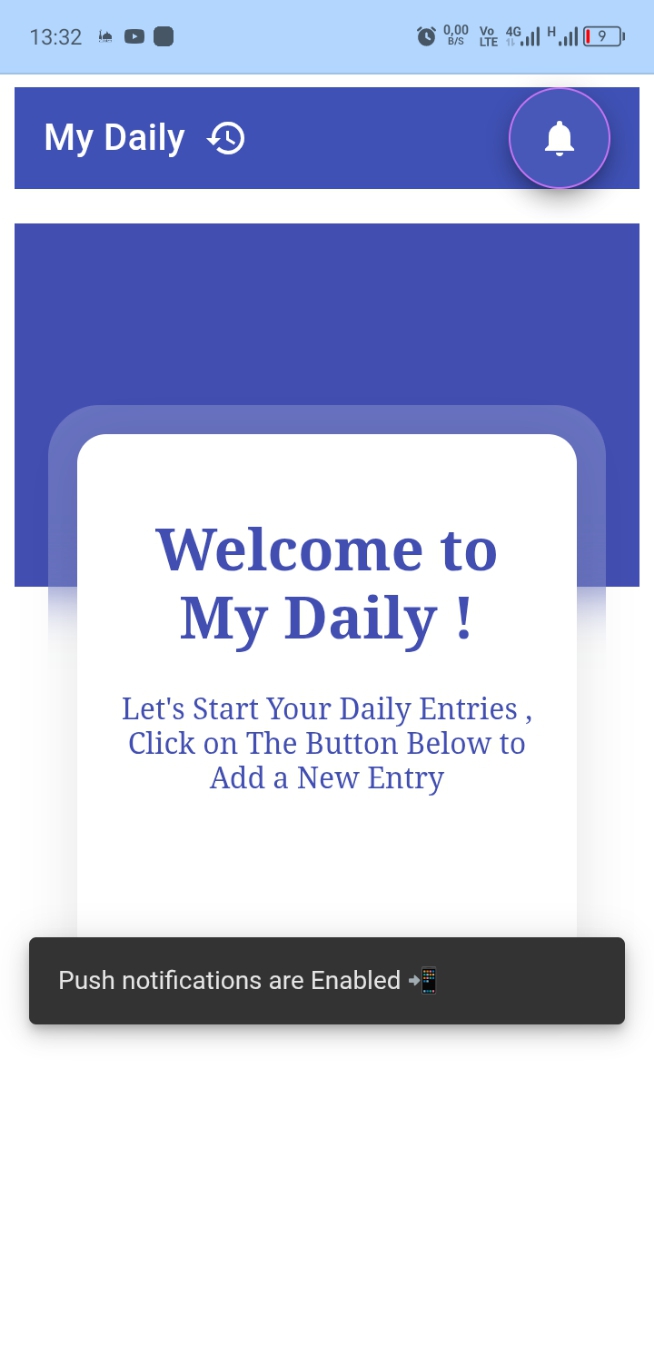 13:32 0,00 B/S Vo LTE 4G H 9
My Daily
Welcome to
My Daily !
Let's Start Your Daily Entries ,
Click on The Button Below to
Add a New Entry
Push notifications are Enabled 📲